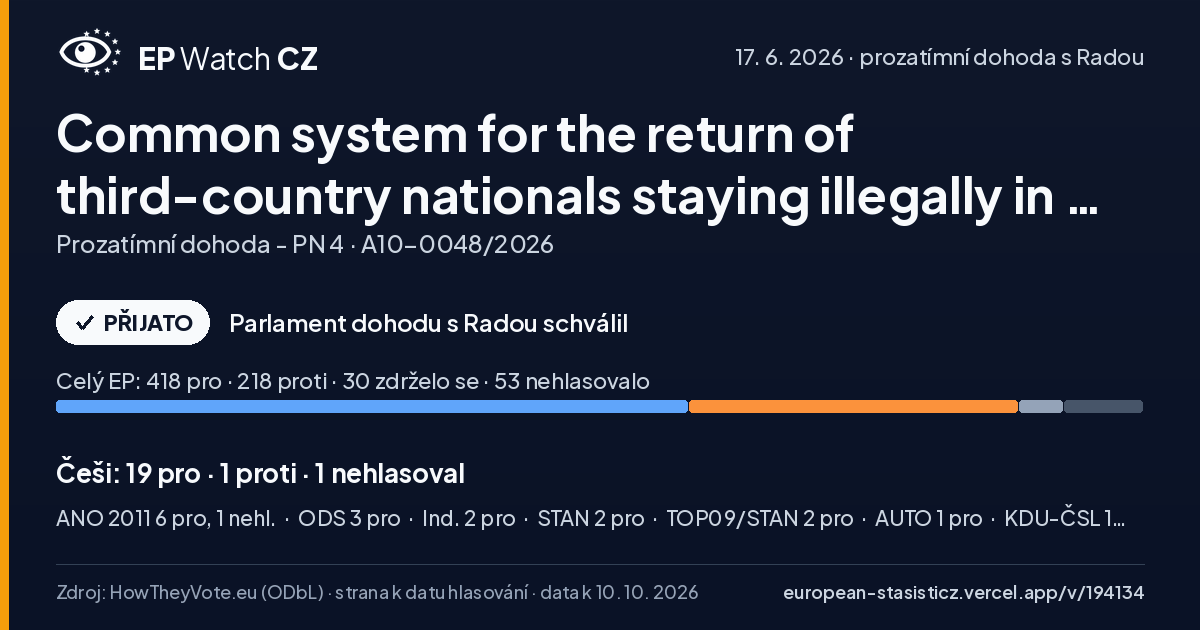 EP Watch CZ
17. 6. 2026 · prozatímní dohoda s Radou
Common system for the return of
third-country nationals staying illegally in …
Prozatímní dohoda - PN 4 · A10-0048/2026
✓ PŘIJATO
Parlament dohodu s Radou schválil
Celý EP: 418 pro · 218 proti · 30 zdrželo se · 53 nehlasovalo
Češi: 19 pro · 1 proti · 1 nehlasoval
ANO 2011 6 pro, 1 nehl. · ODS 3 pro · Ind. 2 pro · STAN 2 pro · TOP09/STAN 2 pro · AUTO 1 pro · KDU-ČSL 1…
Zdroj: HowTheyVote.eu (ODbL) · strana k datu hlasování · data k 10. 10. 2026
european-stasisticz.vercel.app/v/194134